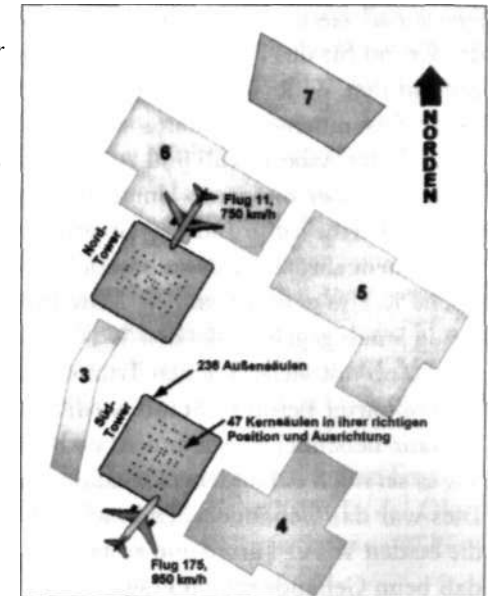 7
NORDEN
6
Flug 11,
750 km/h
Nord-
Tower
5
3
236 Außensäulen
Süd-
Tower
47 Kernsäulen in ihrer richtigen
Position und Ausrichtung
4
Flug 175,
950 km/h